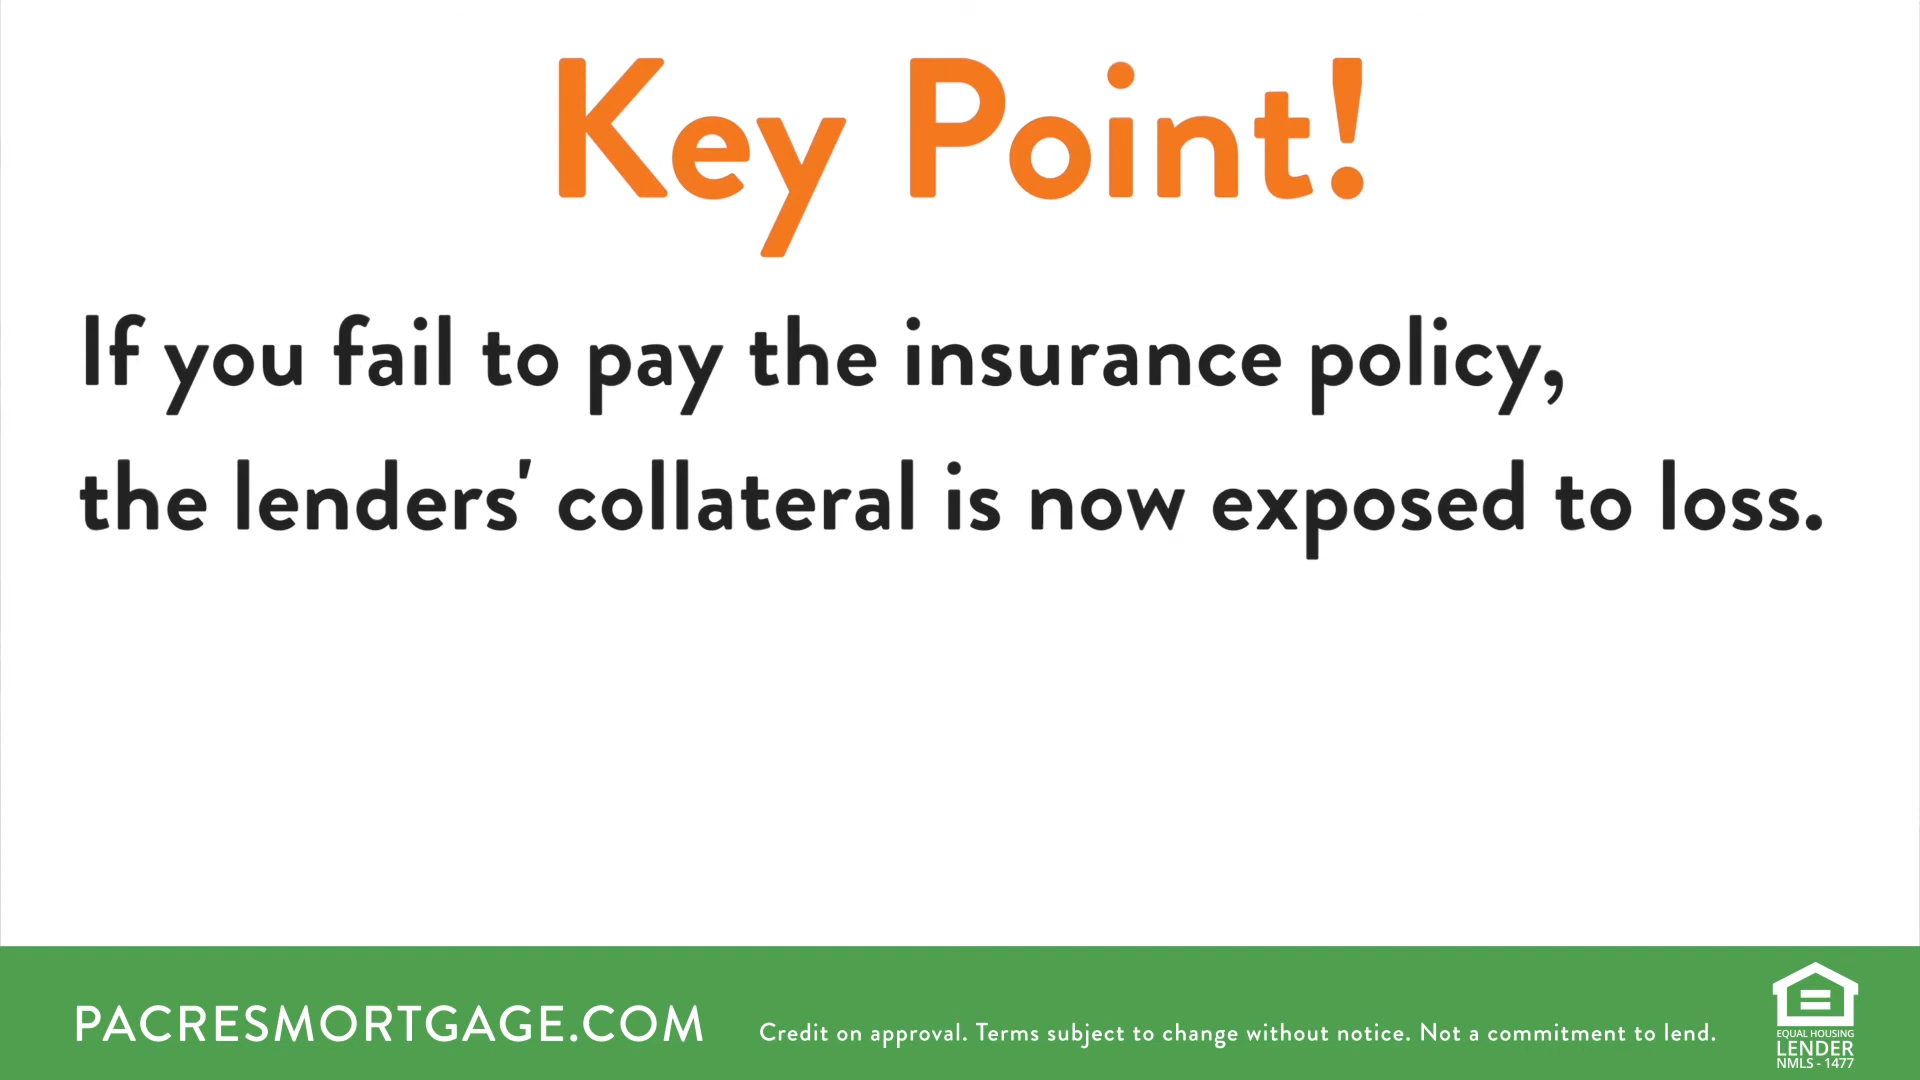 Key Point!
If you fail to pay the insurance policy,
the lenders' collateral is now exposed to loss.
PACRESMORTGAGE.COM
Credit on approval. Terms subject to change without notice. Not a commitment to lend.
EQUAL HOUSING
LENDER
NMLS - 1477